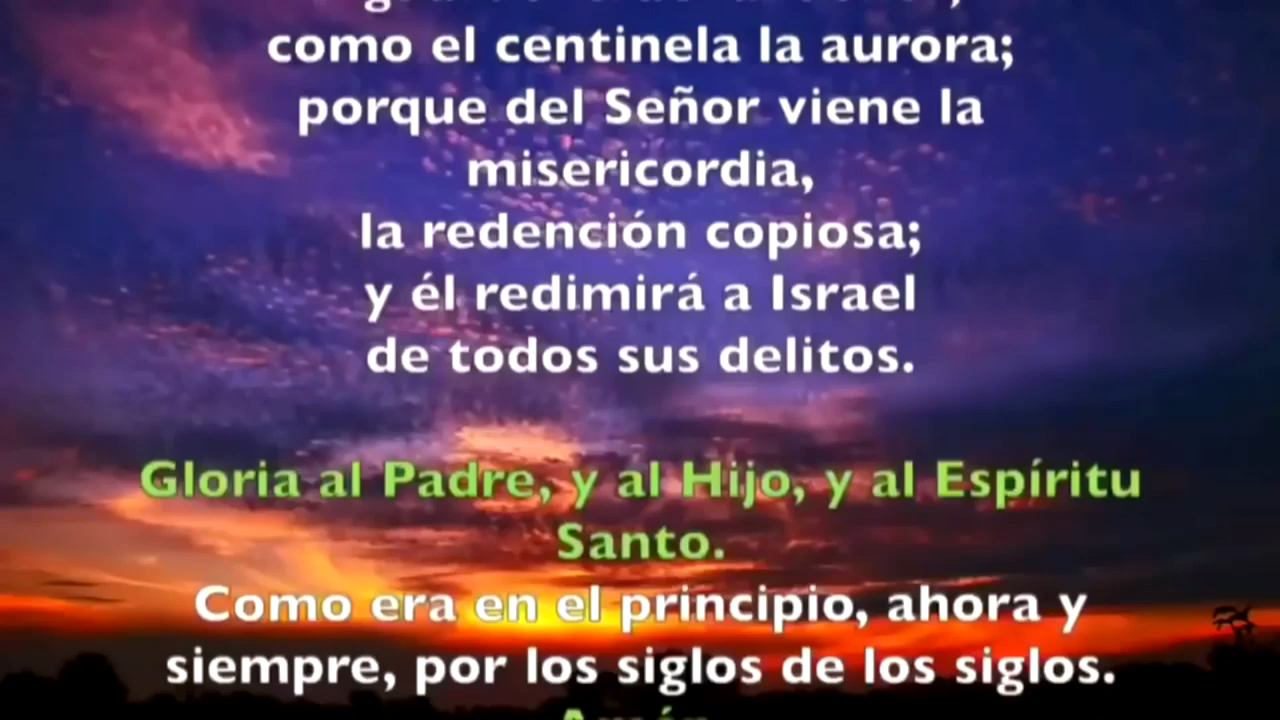 como el centinela la aurora;
porque del Señor viene la
misericordia,
la redención copiosa;
y él redimirá a Israel
de todos sus delitos.
Gloria al Padre, y al Hijo, y al Espíritu
Santo.
Como era en el principio, ahora y
siempre, por los siglos de los siglos.